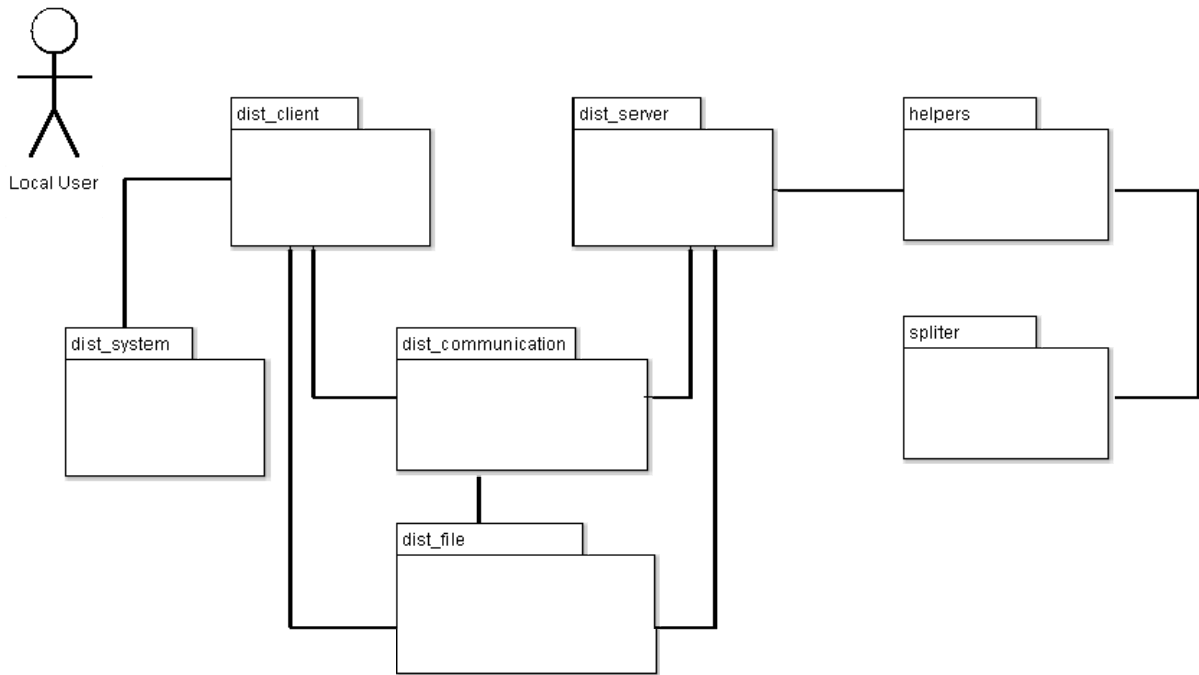 dist_client
dist_server
helpers
Local User
dist_system
dist_communication
spliter
dist_file